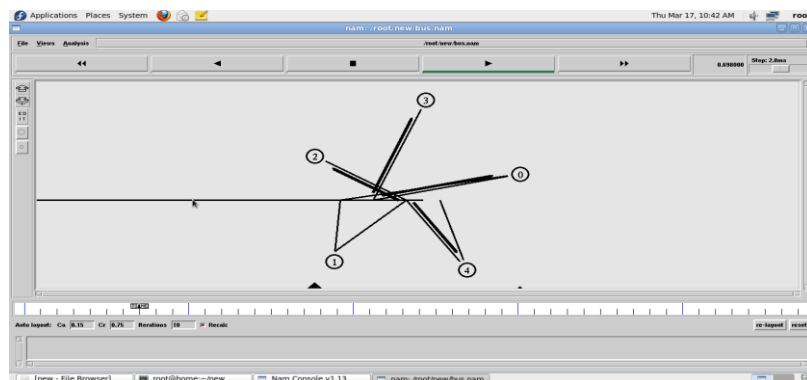 Applications Places System Thu Mar 17, 10:42 AM roo
nam: /root/new bus.nam
File Views Analysis /root/new/bus.nam
0.690000 Step: 2.0ms
3
2
0
1
4
Auto layout: Ca 0.15 Cr 0.75 Iterations 10 Recalc re-layout reset
[new - File Browser] root@home:~/new Nam Console v1.13 nam: /root/new/bus.nam